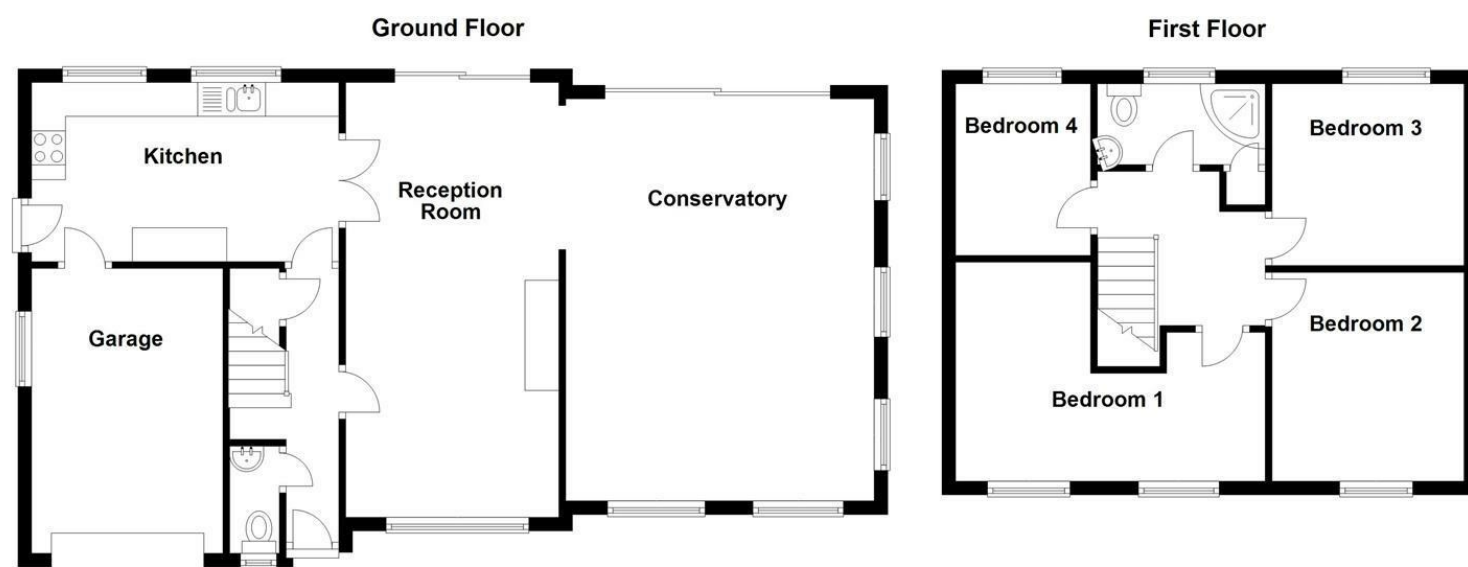 Ground Floor
Kitchen
Reception
Room
Conservatory
Garage
First Floor
Bedroom 4
Bedroom 3
Bedroom 2
Bedroom 1